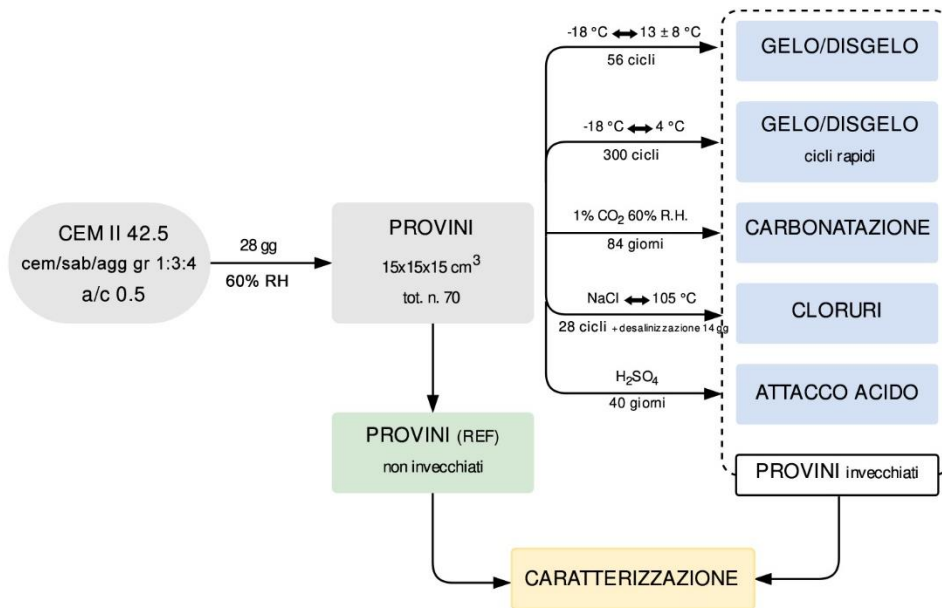 CEM II 42.5
cem/sab/agg gr 1:3:4
a/c 0.5
28 gg
60% RH
PROVINI
15x15x15 cm³
tot. n. 70
-18 °C ⬌ 13 ± 8 °C
56 cicli
GELO/DISGELO
-18 °C ⬌ 4 °C
300 cicli
GELO/DISGELO
cicli rapidi
1% CO₂ 60% R.H.
84 giorni
CARBONATAZIONE
NaCl ⬌ 105 °C
28 cicli + desalinizzazione 14 gg
CLORURI
H₂SO₄
40 giorni
ATTACCO ACIDO
PROVINI (REF)
non invecchiati
PROVINI invecchiati
CARATTERIZZAZIONE